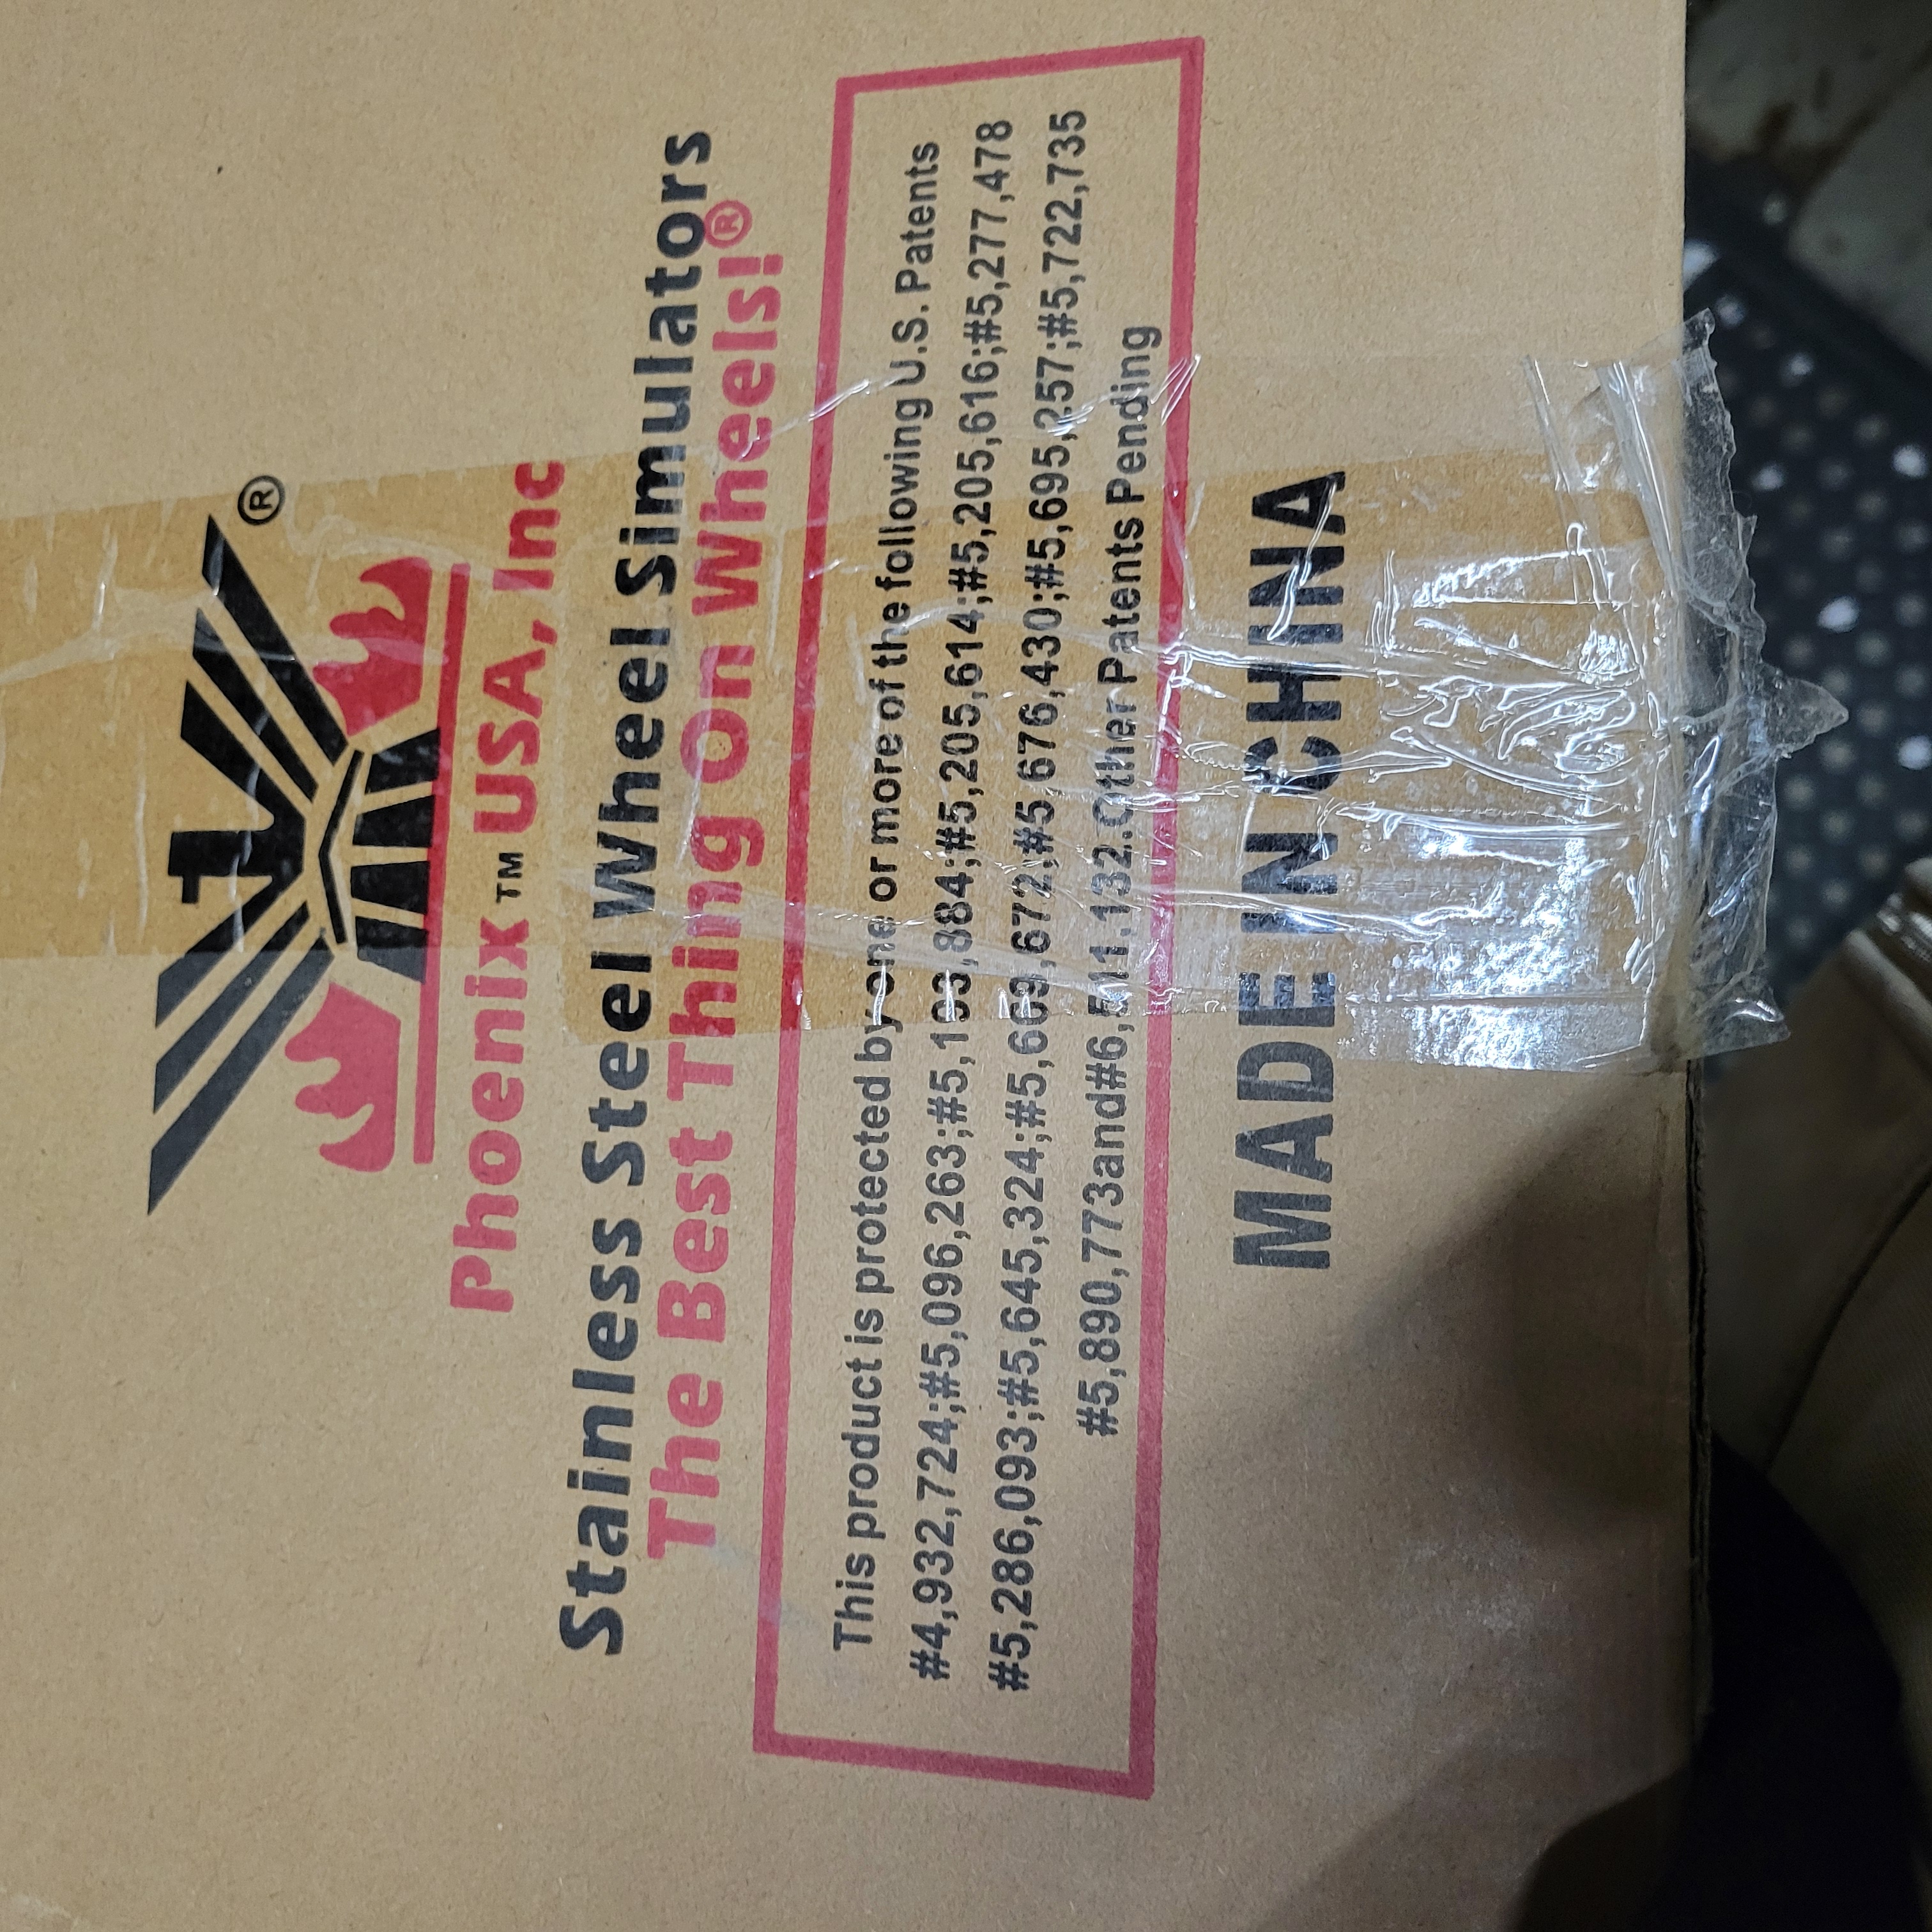 ®
Phoenix™ USA, Inc
Stainless Steel Wheel Simulators
The Best Thing On Wheels!®
This product is protected by one or more of the following U.S. Patents
#4,932,724;#5,096,263;#5,193,884;#5,205,614;#5,205,616;#5,277,478
#5,286,093;#5,645,324;#5,669,672;#5,676,430;#5,695,257;#5,722,735
#5,890,773and#6,511,132.Other Patents Pending
MADE IN CHINA